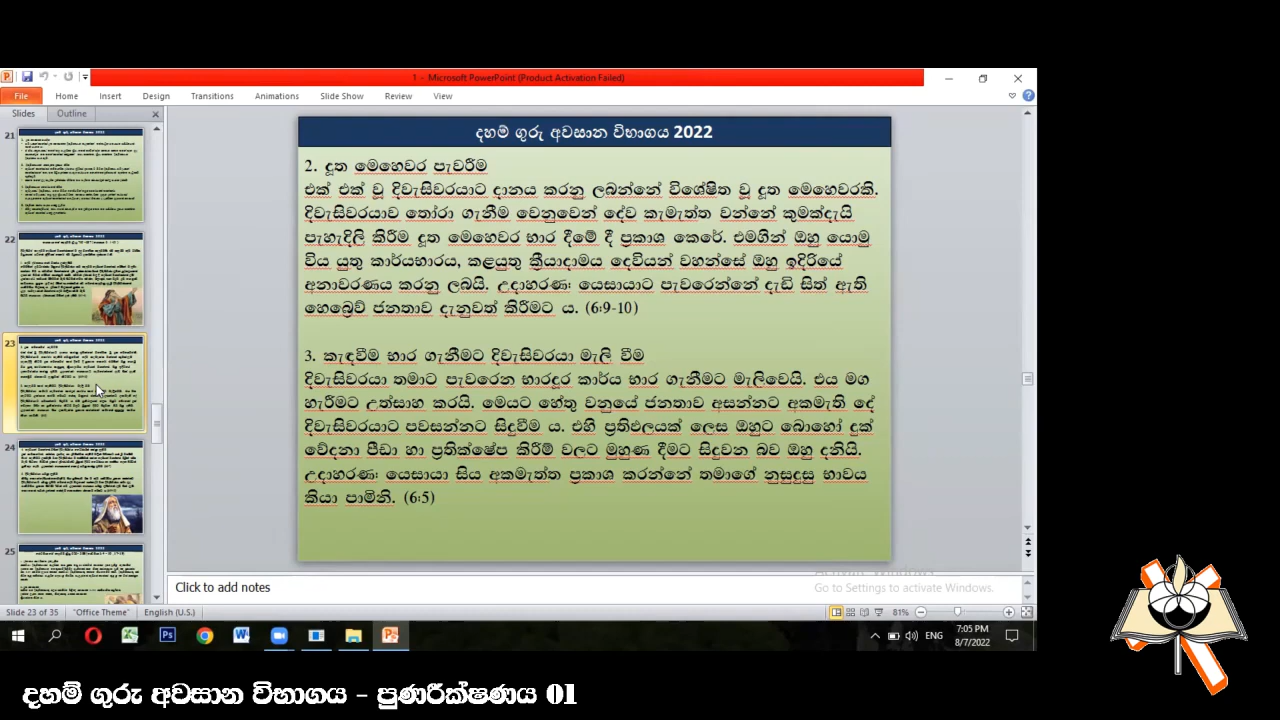 1 - Microsoft PowerPoint (Product Activation Failed)
File Home Insert Design Transitions Animations Slide Show Review View
Slides Outline
21
22
23
24
25
දහම් ගුරු අවසාන විභාගය 2022
2. දූත මෙහෙවර පැවරීම
එක් එක් වූ දිවැසිවරයාට දානය කරනු ලබන්නේ විශේෂිත වූ දූත මෙහෙවරකි.
දිවැසිවරයාව තෝරා ගැනීම වෙනුවෙන් දේව කැමැත්ත වන්නේ කුමක්දැයි
පැහැදිලි කිරීම දූත මෙහෙවර භාර දීමේ දී ප්‍රකාශ කෙරේ. එමගින් ඔහු යොමු
විය යුතු කාර්යභාරය, කළයුතු ක්‍රියාදාමය දෙවියන් වහන්සේ ඔහු ඉදිරියේ
අනාවරණය කරනු ලබයි. උදාහරණ: යෙසායාට පැවරෙන්නේ දැඩි සිත් ඇති
හෙබ්‍රෙව් ජනතාව දැනුවත් කිරීමට ය. (6:9-10)
3. කැඳවීම භාර ගැනීමට දිවැසිවරයා මැලි වීම
දිවැසිවරයා තමාට පැවරෙන භාරදූර කාර්ය භාර ගැනීමට මැලිවෙයි. එය මග
හැරීමට උත්සාහ කරයි. මෙයට හේතු වනුයේ ජනතාව අසන්නට අකමැති දේ
දිවැසිවරයාට පවසන්නට සිදුවීම ය. එහි ප්‍රතිඵලයක් ලෙස ඔහුට බොහෝ දුක්
වේදනා පීඩා හා ප්‍රතික්ෂේප කිරීම් වලට මුහුණ දීමට සිදුවන බව ඔහු දනියි.
උදාහරණ: යෙසායා සිය අකමැත්ත ප්‍රකාශ කරන්නේ තමාගේ නුසුදුසු භාවය
කියා පාමිනි. (6:5)
Click to add notes
Go to Settings to activate Windows.
Slide 23 of 35 "Office Theme" English (U.S.) 81%
ENG 7:05 PM
8/7/2022
දහම් ගුරු අවසාන විභාගය - පුණරීක්ෂණය 01